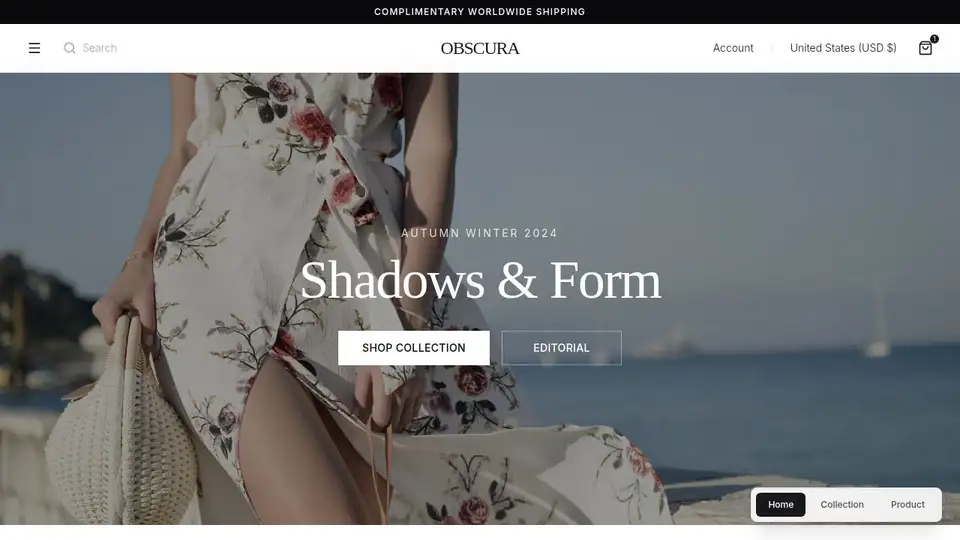 COMPLIMENTARY WORLDWIDE SHIPPING
Search
OBSCURA
Account
United States (USD $)
1
AUTUMN WINTER 2024
Shadows & Form
SHOP COLLECTION
EDITORIAL
Home
Collection
Product